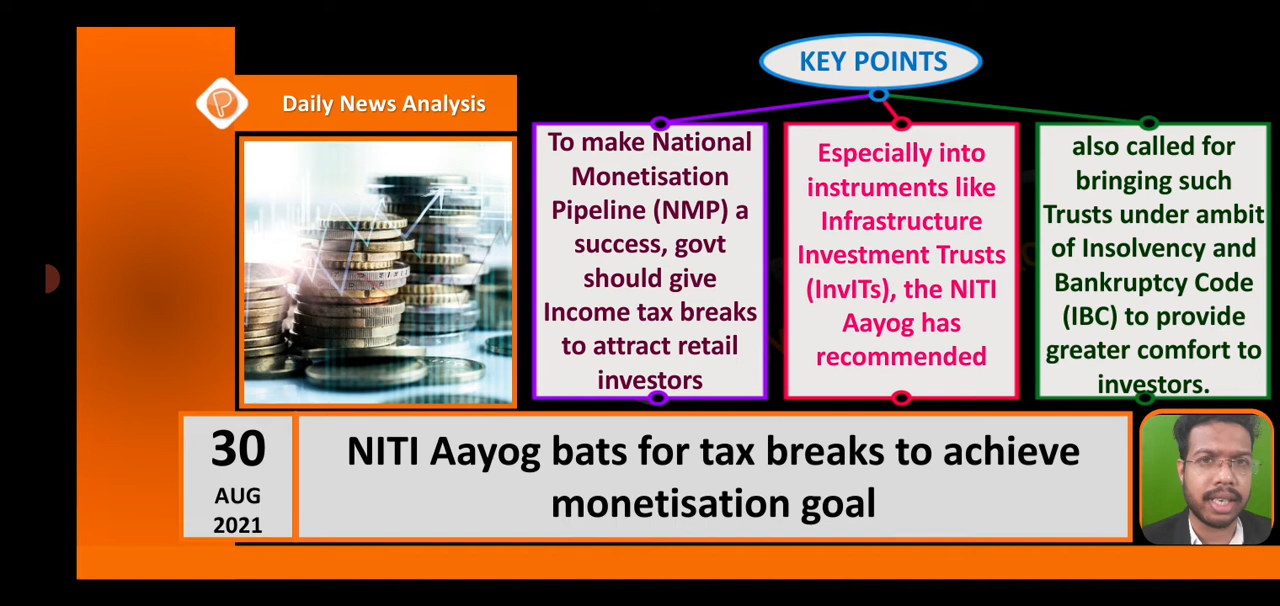 KEY POINTS
Daily News Analysis
To make National
Monetisation
Pipeline (NMP) a
success, govt
should give
Income tax breaks
to attract retail
investors
Especially into
instruments like
Infrastructure
Investment Trusts
(InvITs), the NITI
Aayog has
recommended
also called for
bringing such
Trusts under ambit
of Insolvency and
Bankruptcy Code
(IBC) to provide
greater comfort to
investors.
30
AUG
2021
NITI Aayog bats for tax breaks to achieve
monetisation goal